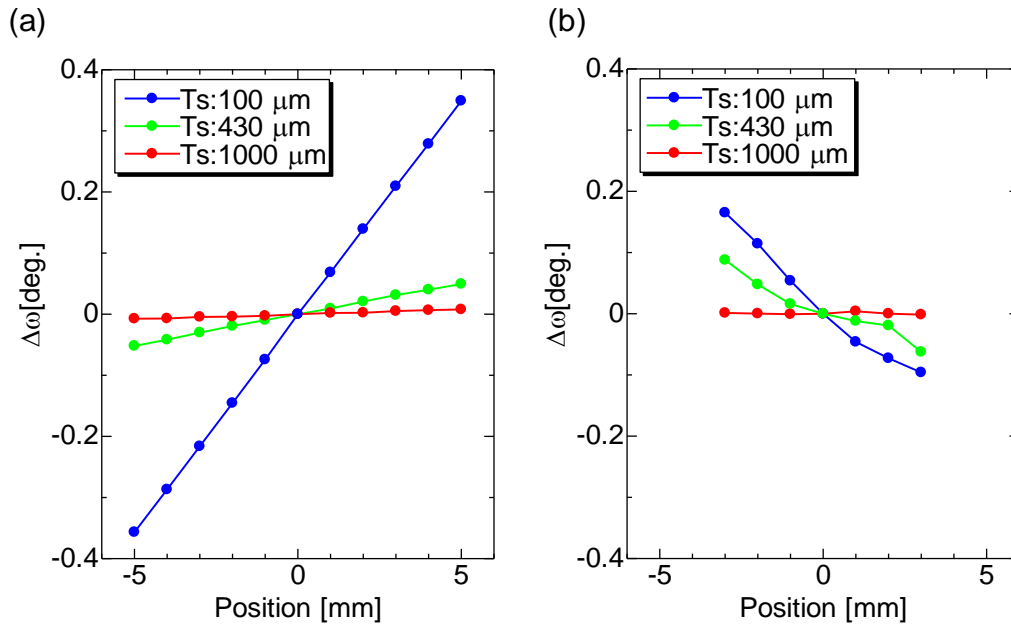 (a)
(b)
0.4
0.2
0
-0.2
-0.4
Δω[deg.]
Ts:100 μm
Ts:430 μm
Ts:1000 μm
-5
0
5
Position [mm]
0.4
0.2
0
-0.2
-0.4
Δω[deg.]
Ts:100 μm
Ts:430 μm
Ts:1000 μm
-5
0
5
Position [mm]